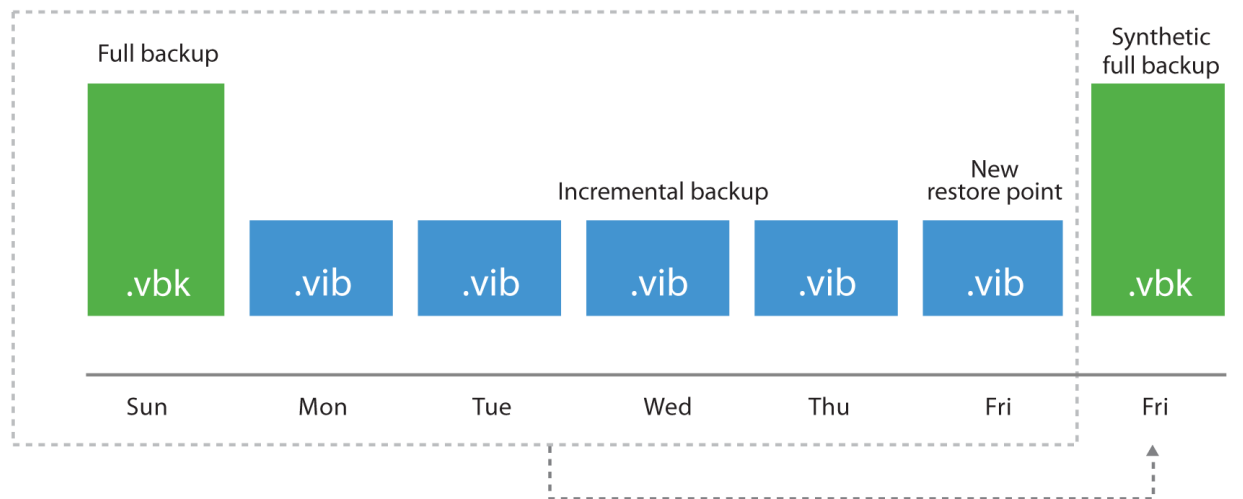 Full backup
Synthetic
full backup
Incremental backup
New
restore point
.vbk
.vib
.vib
.vib
.vib
.vib
.vbk
Sun
Mon
Tue
Wed
Thu
Fri
Fri